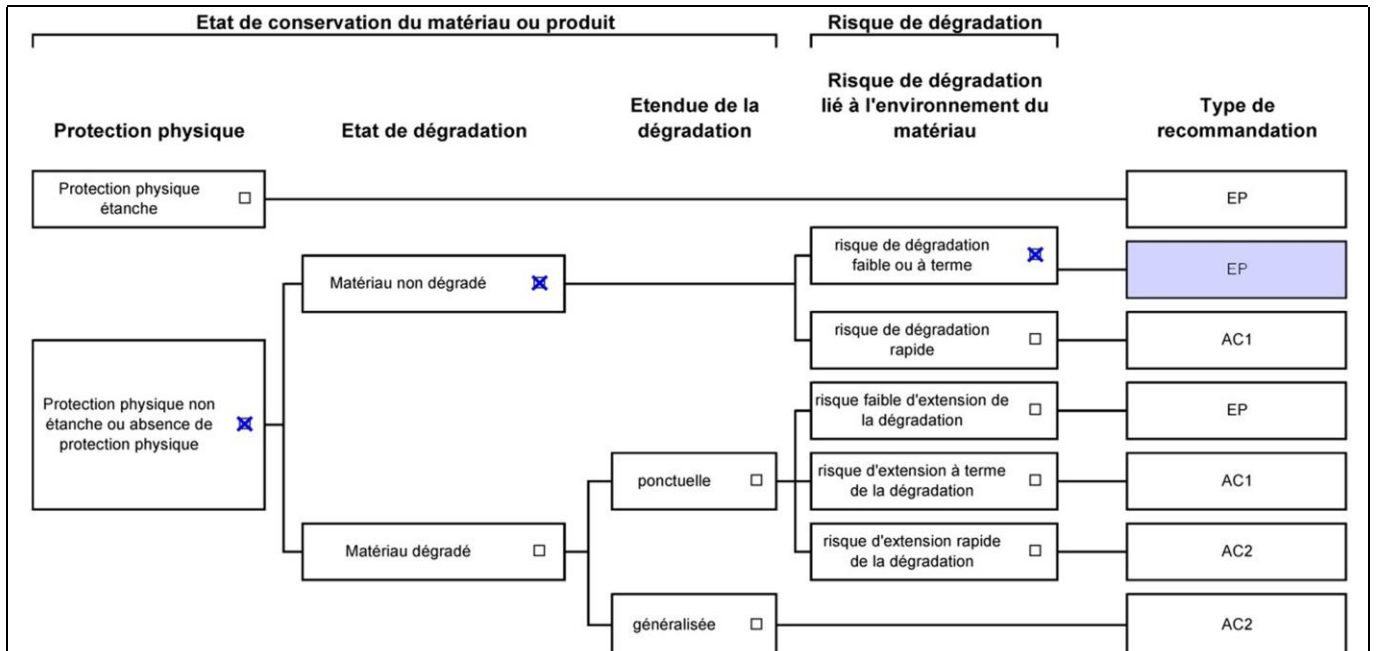 Etat de conservation du matériau ou produit
Risque de dégradation
Protection physique
Etat de dégradation
Etendue de la
dégradation
Risque de dégradation
lié à l'environnement du
matériau
Type de
recommandation
Protection physique
étanche
EP
risque de dégradation
faible ou à terme
EP
Matériau non dégradé
risque de dégradation
rapide
AC1
Protection physique non
étanche ou absence de
protection physique
risque faible d'extension de
la dégradation
EP
ponctuelle
risque d'extension à terme
de la dégradation
AC1
Matériau dégradé
risque d'extension rapide
de la dégradation
AC2
généralisée
AC2